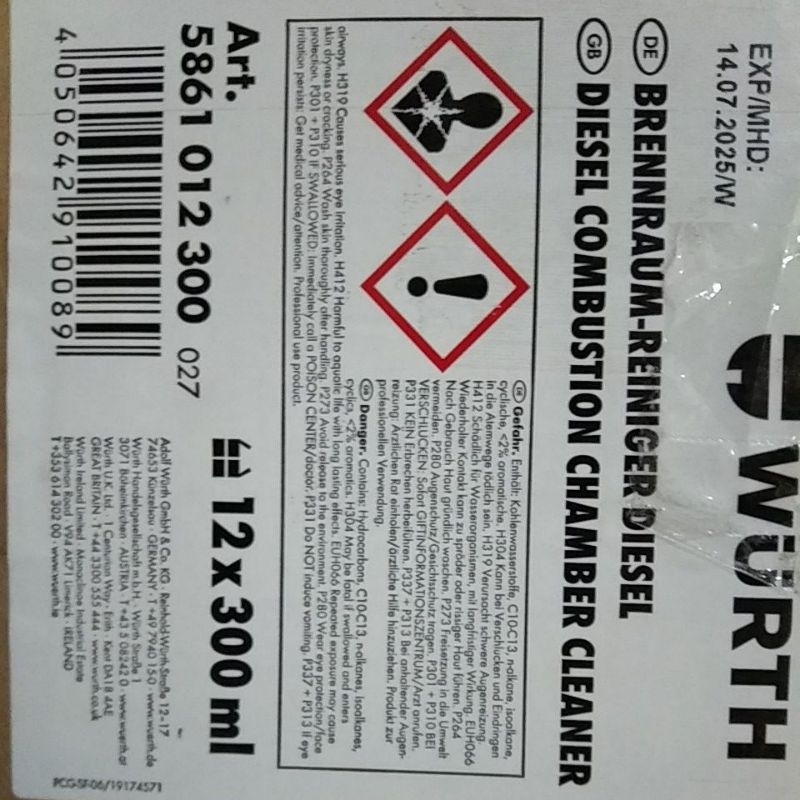 EXP/MHD:
14.07.2025/W
WÜRTH
DE BRENNRAUM-REINIGER DIESEL
GB DIESEL COMBUSTION CHAMBER CLEANER
DE Gefahr. Enthält: Kohlenwasserstoffe, C10-C13, n-alkane, isoalkane,
cyclische, <2% aromatische. H304 Kann bei Verschlucken und Eindringen
in die Atemwege tödlich sein. H319 Verursacht schwere Augenreizung.
H412 Schädlich für Wasserorganismen, mit langfristiger Wirkung. EUH066
Wiederholter Kontakt kann zu spröder oder rissiger Haut führen. P264
Nach Gebrauch Haut gründlich waschen. P273 Freisetzung in die Umwelt
vermeiden. P280 Augenschutz/Gesichtsschutz tragen. P301 + P310 BEI
VERSCHLUCKEN: Sofort GIFTINFORMATIONSZENTRUM/Arzt anrufen.
P331 KEIN Erbrechen herbeiführen. P337 + P313 Bei anhaltender Augen-
reizung: Ärztlichen Rat einholen/ärztliche Hilfe hinzuziehen. Produkt zur
professionellen Verwendung.
GB Danger. Contains: Hydrocarbons, C10-C13, n-alkanes, isoalkanes,
cyclics, <2% aromatics. H304 May be fatal if swallowed and enters
airways. H319 Causes serious eye irritation. H412 Harmful to aquatic life with long lasting effects. EUH066 Repeated exposure may cause
skin dryness or cracking. P264 Wash skin thoroughly after handling. P273 Avoid release to the environment. P280 Wear eye protection/face
protection. P301 + P310 IF SWALLOWED: Immediately call a POISON CENTER/doctor. P331 Do NOT induce vomiting. P337 + P313 If eye
irritation persists: Get medical advice/attention. Professional use product.
Art.
5861 012 300 027
12 x 300 ml
4 050642 910089
Adolf Würth GmbH & Co. KG · Reinhold-Würth-Straße 12-17
74653 Künzelsau · GERMANY · T +49 7940 15 0 · www.wuerth.de
Würth Handelsgesellschaft m.b.H. · Würth Straße 1
3071 Böheimkirchen · AUSTRIA · T +43 5 08242 0 · www.wuerth.at
Würth U.K. Ltd. · 1 Centurion Way · Erith · Kent DA18 4AE
GREAT BRITAIN · T +44 3300 555 444 · www.wurth.co.uk
Würth Ireland Limited · Monaclinoe Industrial Estate
Ballysimon Road · V94 AK71 Limerick · IRELAND
T +353 614 302 00 · www.wuerth.ie
PCG-SF-06/19174571